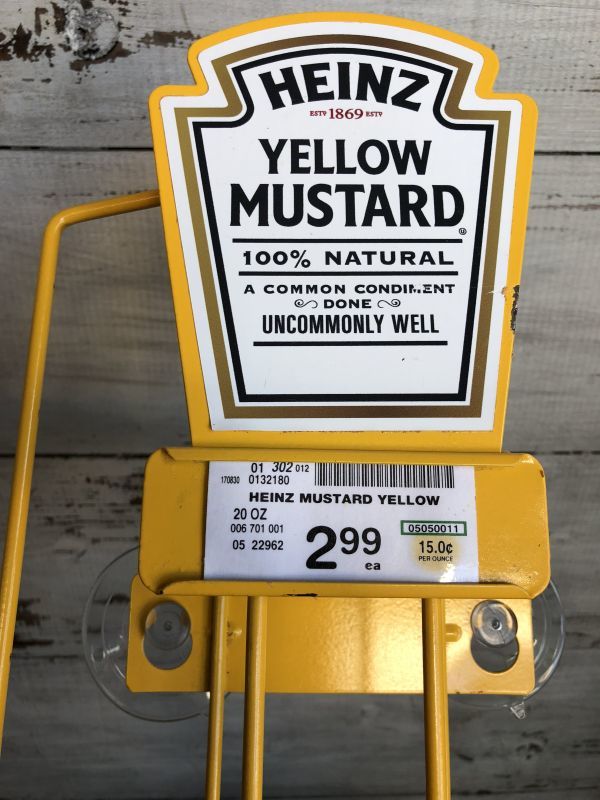 HEINZ
ESTD 1869 ESTD
YELLOW
MUSTARD®
100% NATURAL
A COMMON CONDIMENT
DONE
UNCOMMONLY WELL
01 302 012
170830 0132180
HEINZ MUSTARD YELLOW
20 OZ
006 701 001
05 22962
2.99
ea
05050011
15.0¢
PER OUNCE